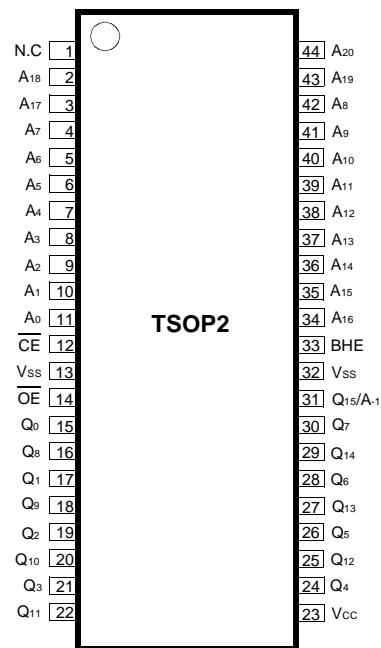 N.C 1 44 A20
A18 2 43 A19
A17 3 42 A8
A7 4 41 A9
A6 5 40 A10
A5 6 39 A11
A4 7 38 A12
A3 8 37 A13
A2 9 36 A14
A1 10 35 A15
A0 11 34 A16
TSOP2
CE 12 33 BHE
VSS 13 32 VSS
OE 14 31 Q15/A-1
Q0 15 30 Q7
Q8 16 29 Q14
Q1 17 28 Q6
Q9 18 27 Q13
Q2 19 26 Q5
Q10 20 25 Q12
Q3 21 24 Q4
Q11 22 23 VCC